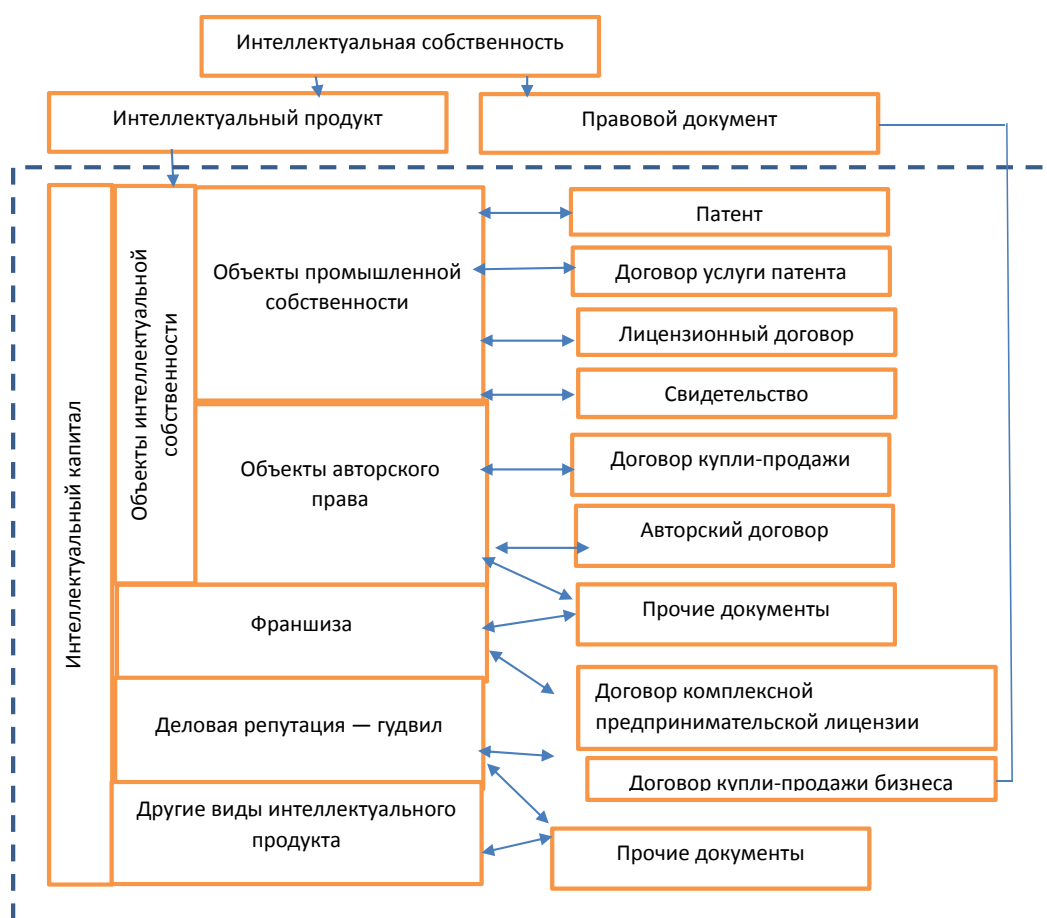 Интеллектуальная собственность
Интеллектуальный продукт
Правовой документ
Интеллектуальный капитал
Объекты интеллектуальной
собственности
Объекты промышленной
собственности
Патент
Договор услуги патента
Лицензионный договор
Свидетельство
Объекты авторского
права
Договор купли-продажи
Авторский договор
Франшиза
Прочие документы
Деловая репутация — гудвил
Договор комплексной
предпринимательской лицензии
Договор купли-продажи бизнеса
Другие виды интеллектуального
продукта
Прочие документы